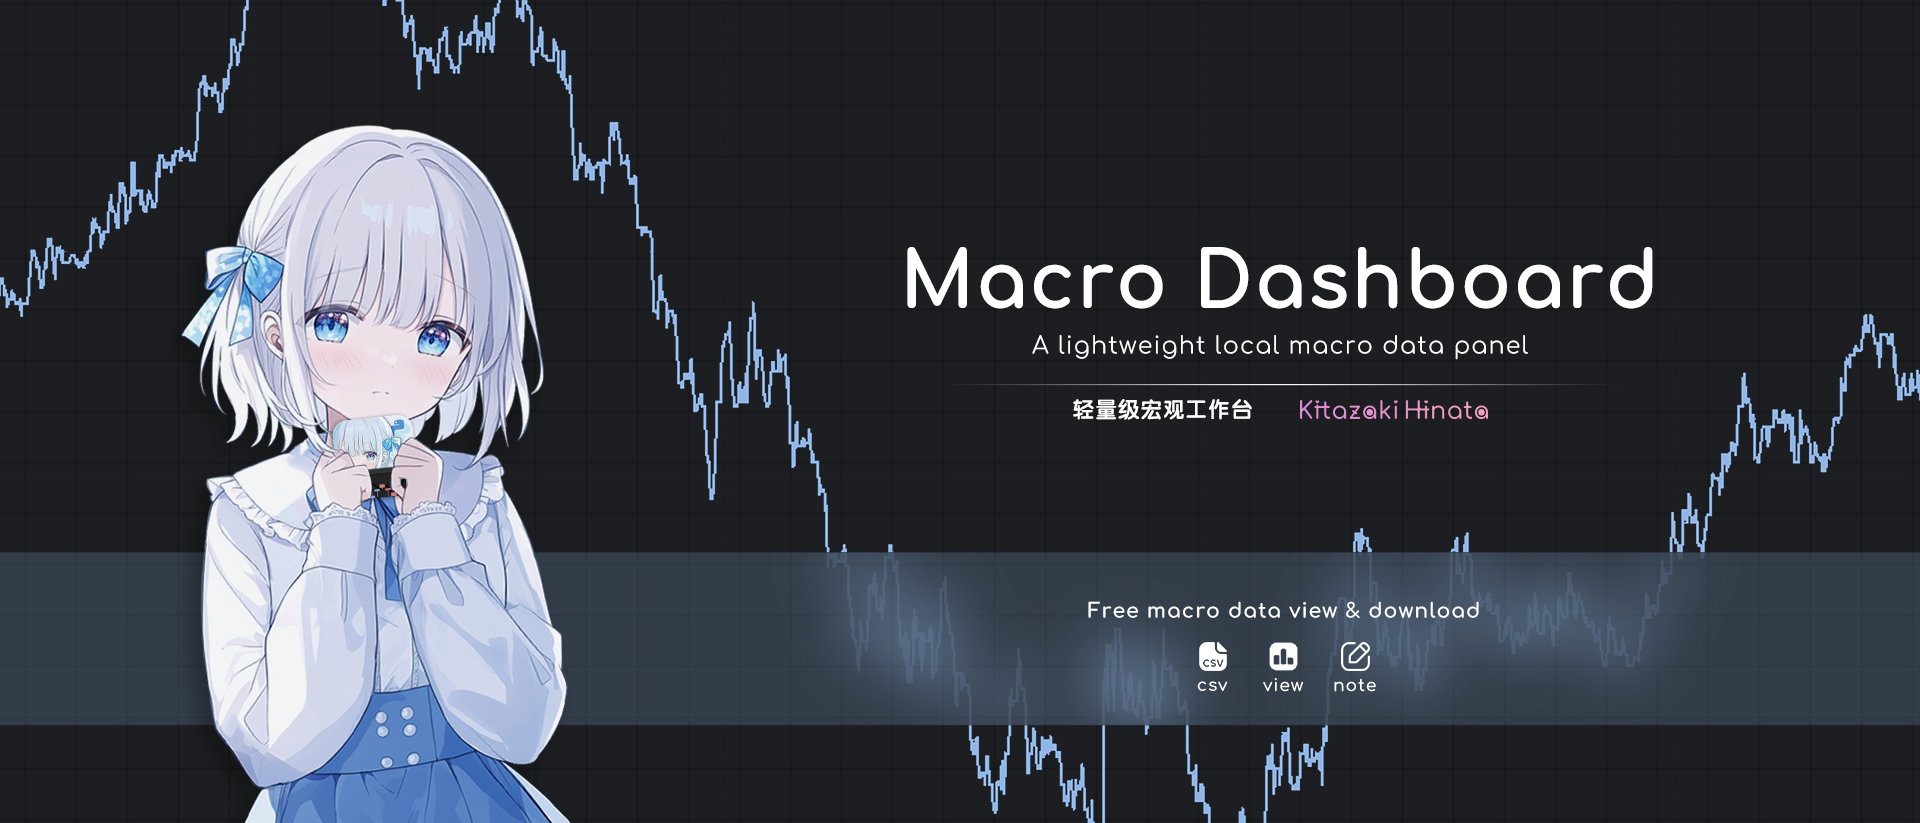 Macro Dashboard
A lightweight local macro data panel
轻量级宏观工作台 Kitazaki Hinata
Free macro data view & download
CSV
csv view note